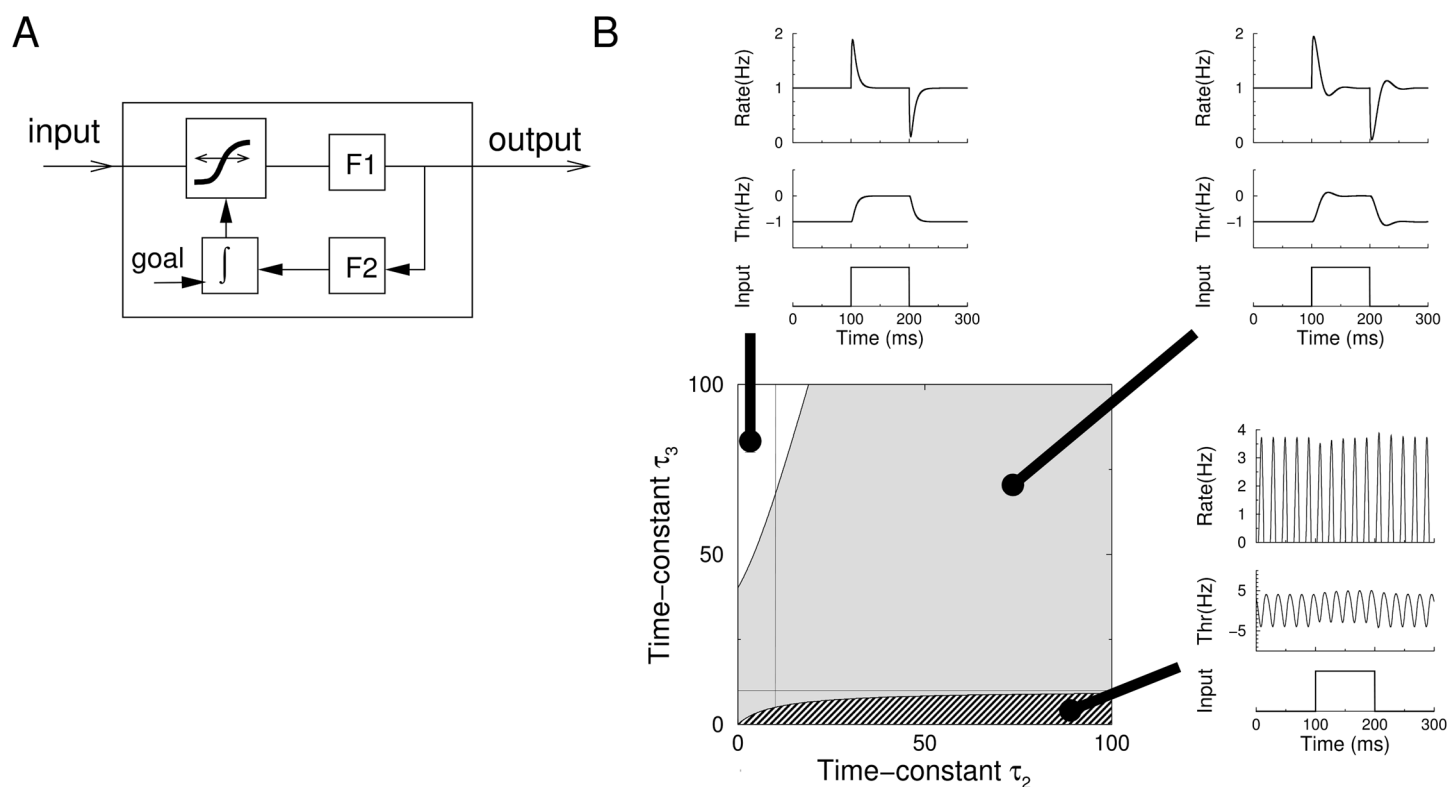 A
input
F1
output
goal
∫
F2
B
Rate(Hz)
2
1
0
Thr(Hz)
0
−1
Input
0 100 200 300
Time (ms)
Rate(Hz)
2
1
0
Thr(Hz)
0
−1
Input
0 100 200 300
Time (ms)
Time−constant τ3
100
50
0
0 50 100
Time−constant τ2
Rate(Hz)
4
3
2
1
0
Thr(Hz)
5
−5
Input
0 100 200 300
Time (ms)